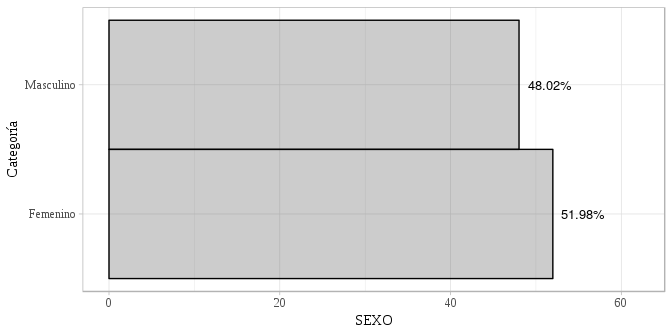 Categoría
Masculino
48.02%
Femenino
51.98%
0 20 40 60
SEXO